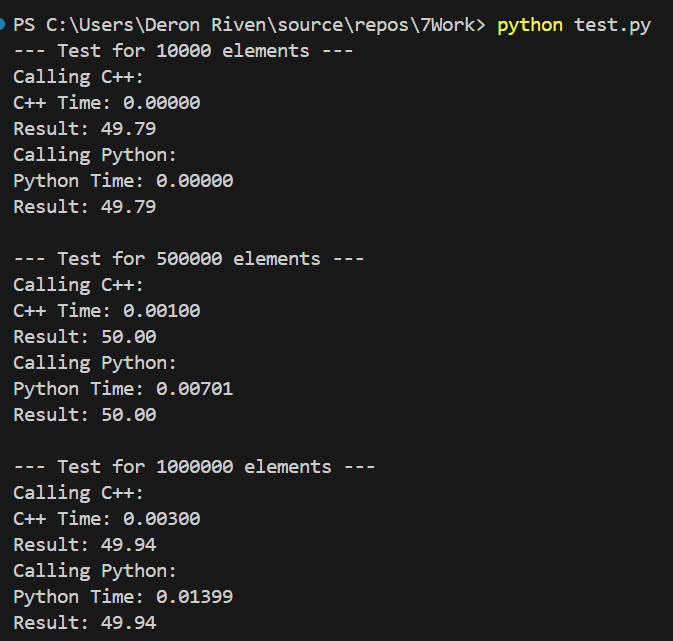 PS C:\Users\Deron Riven\source\repos\7Work> python test.py
--- Test for 10000 elements ---
Calling C++:
C++ Time: 0.00000
Result: 49.79
Calling Python:
Python Time: 0.00000
Result: 49.79
--- Test for 500000 elements ---
Calling C++:
C++ Time: 0.00100
Result: 50.00
Calling Python:
Python Time: 0.00701
Result: 50.00
--- Test for 1000000 elements ---
Calling C++:
C++ Time: 0.00300
Result: 49.94
Calling Python:
Python Time: 0.01399
Result: 49.94